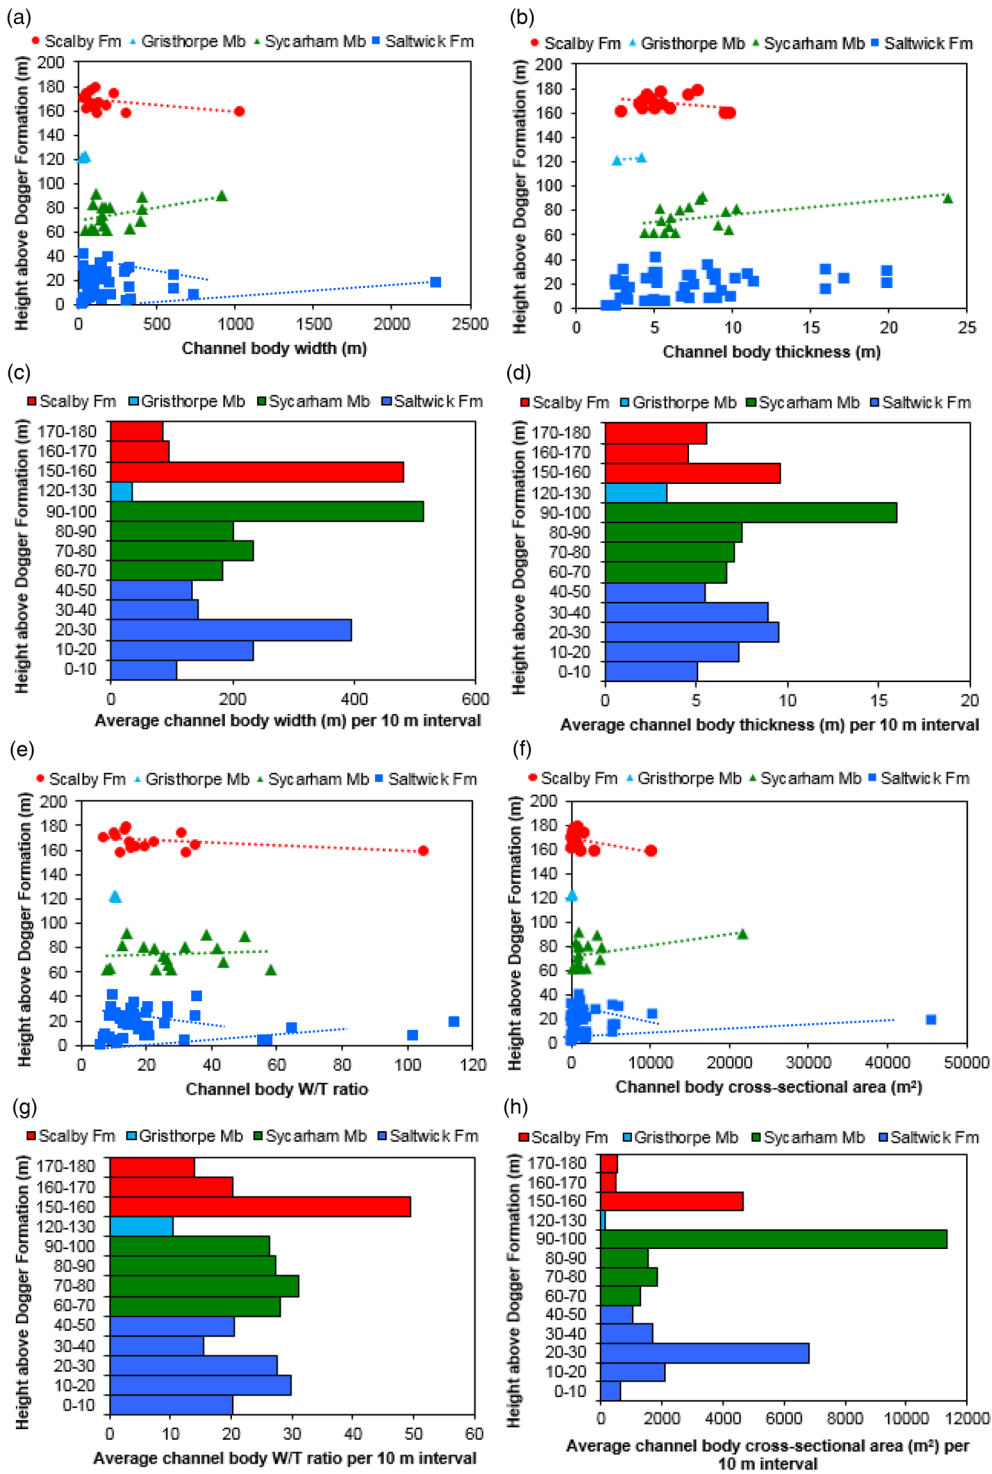 (a)
Scalby Fm Gristhorpe Mb Sycarham Mb Saltwick Fm
Height above Dogger Formation (m)
200
180
160
140
120
100
80
60
40
20
0
0 500 1000 1500 2000 2500
Channel body width (m)
(b)
Scalby Fm Gristhorpe Mb Sycarham Mb Saltwick Fm
Height above Dogger Formation (m)
200
180
160
140
120
100
80
60
40
20
0
0 5 10 15 20 25
Channel body thickness (m)
(c)
Scalby Fm Gristhorpe Mb Sycarham Mb Saltwick Fm
Height above Dogger Formation (m)
170-180
160-170
150-160
120-130
90-100
80-90
70-80
60-70
40-50
30-40
20-30
10-20
0-10
0 200 400 600
Average channel body width (m) per 10 m interval
(d)
Scalby Fm Gristhorpe Mb Sycarham Mb Saltwick Fm
Height above Dogger Formation (m)
170-180
160-170
150-160
120-130
90-100
80-90
70-80
60-70
40-50
30-40
20-30
10-20
0-10
0 5 10 15 20
Average channel body thickness (m) per 10 m interval
(e)
Scalby Fm Gristhorpe Mb Sycarham Mb Saltwick Fm
Height above Dogger Formation (m)
200
180
160
140
120
100
80
60
40
20
0
0 20 40 60 80 100 120
Channel body W/T ratio
(f)
Scalby Fm Gristhorpe Mb Sycarham Mb Saltwick Fm
Height above Dogger Formation (m)
200
180
160
140
120
100
80
60
40
20
0
0 10000 20000 30000 40000 50000
Channel body cross-sectional area (m²)
(g)
Scalby Fm Gristhorpe Mb Sycarham Mb Saltwick Fm
Height above Dogger Formation (m)
170-180
160-170
150-160
120-130
90-100
80-90
70-80
60-70
40-50
30-40
20-30
10-20
0-10
0 10 20 30 40 50 60
Average channel body W/T ratio per 10 m interval
(h)
Scalby Fm Gristhorpe Mb Sycarham Mb Saltwick Fm
Height above Dogger Formation (m)
170-180
160-170
150-160
120-130
90-100
80-90
70-80
60-70
40-50
30-40
20-30
10-20
0-10
0 2000 4000 6000 8000 10000 12000
Average channel body cross-sectional area (m²) per
10 m interval